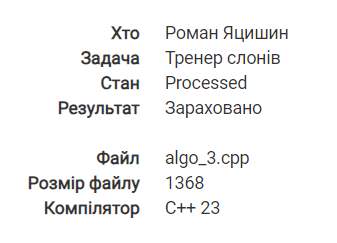 Хто Роман Яцишин
Задача Тренер слонів
Стан Processed
Результат Зараховано
Файл algo_3.cpp
Розмір файлу 1368
Компілятор C++ 23